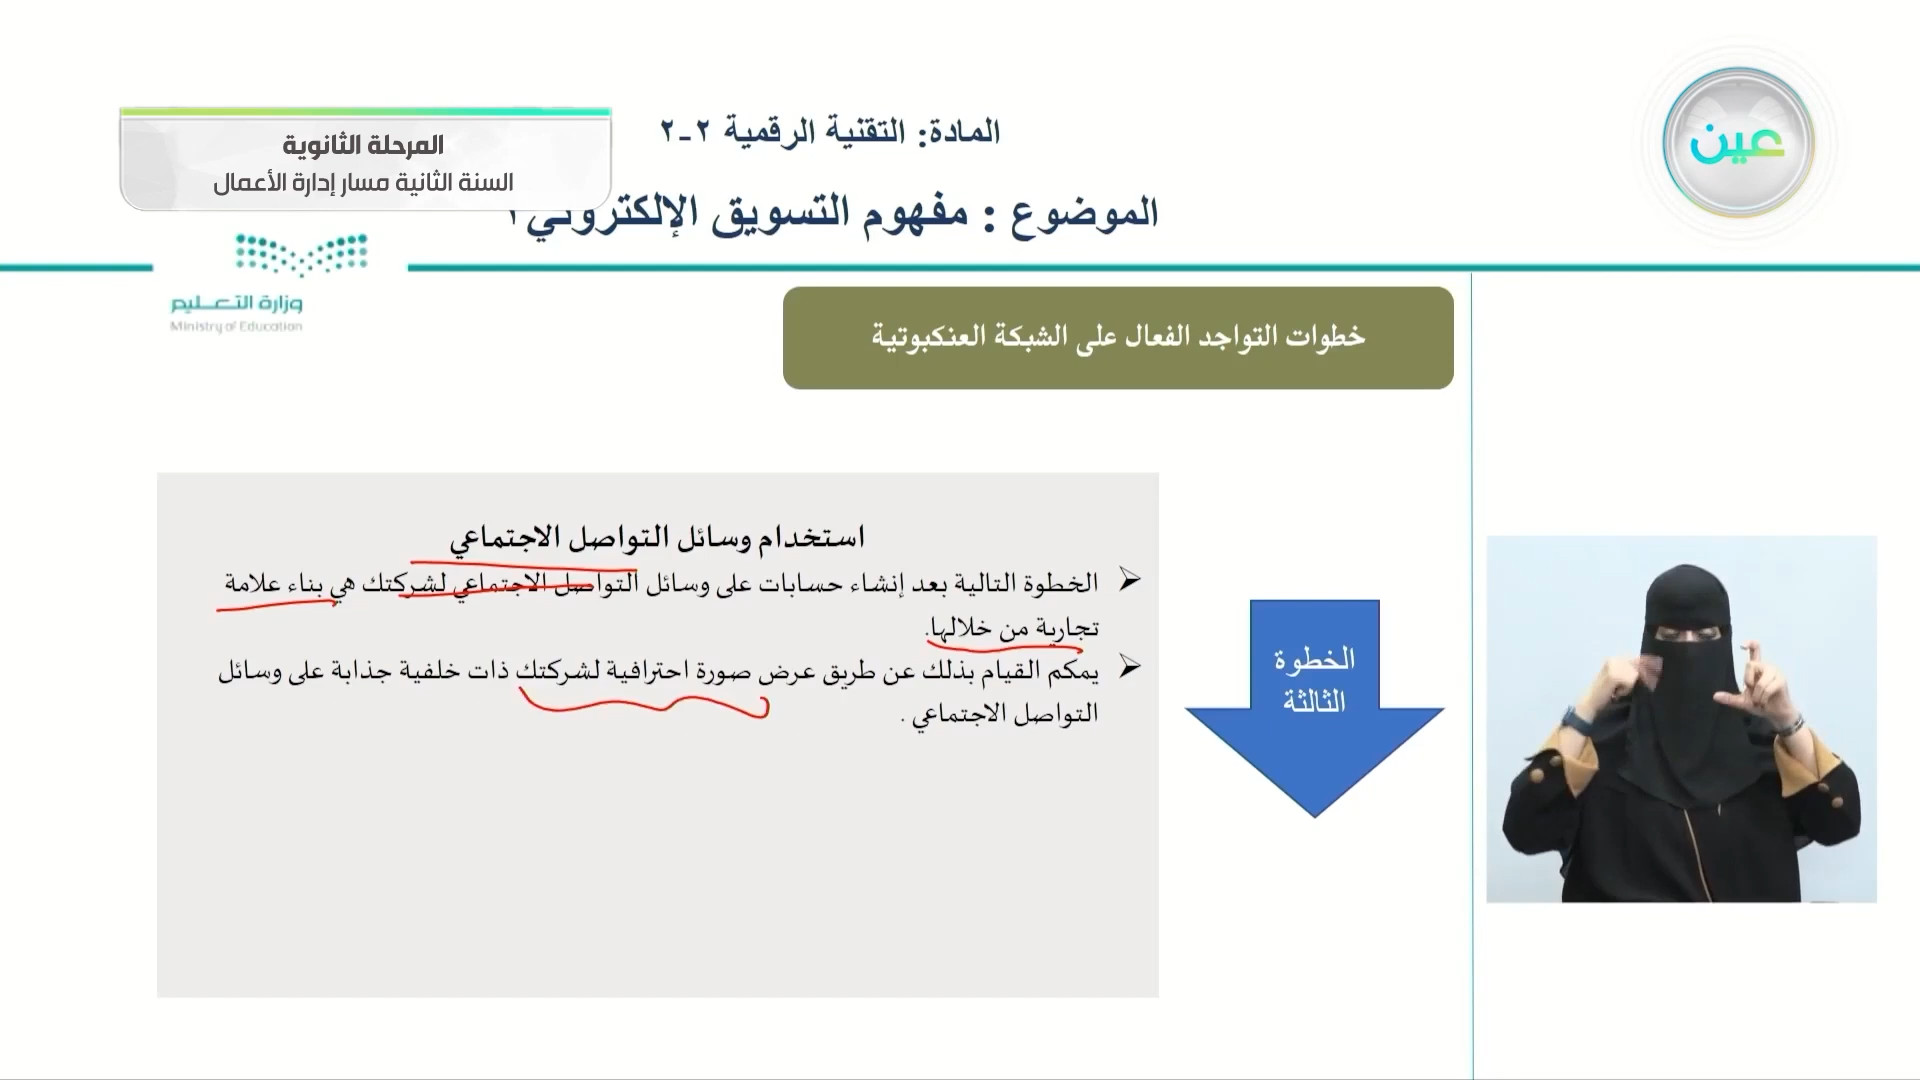 المادة: التقنية الرقمية ٢-٢
المرحلة الثانوية
السنة الثانية مسار إدارة الأعمال
عين
الموضوع : مفهوم التسويق الإلكتروني
وزارة التعليم
Ministry of Education
خطوات التواجد الفعال على الشبكة العنكبوتية
استخدام وسائل التواصل الاجتماعي
الخطوة التالية بعد إنشاء حسابات على وسائل التواصل الاجتماعي لشركتك هي بناء علامة
تجارية من خلالها.
يمكم القيام بذلك عن طريق عرض صورة احترافية لشركتك ذات خلفية جذابة على وسائل
التواصل الاجتماعي .
الخطوة
الثالثة